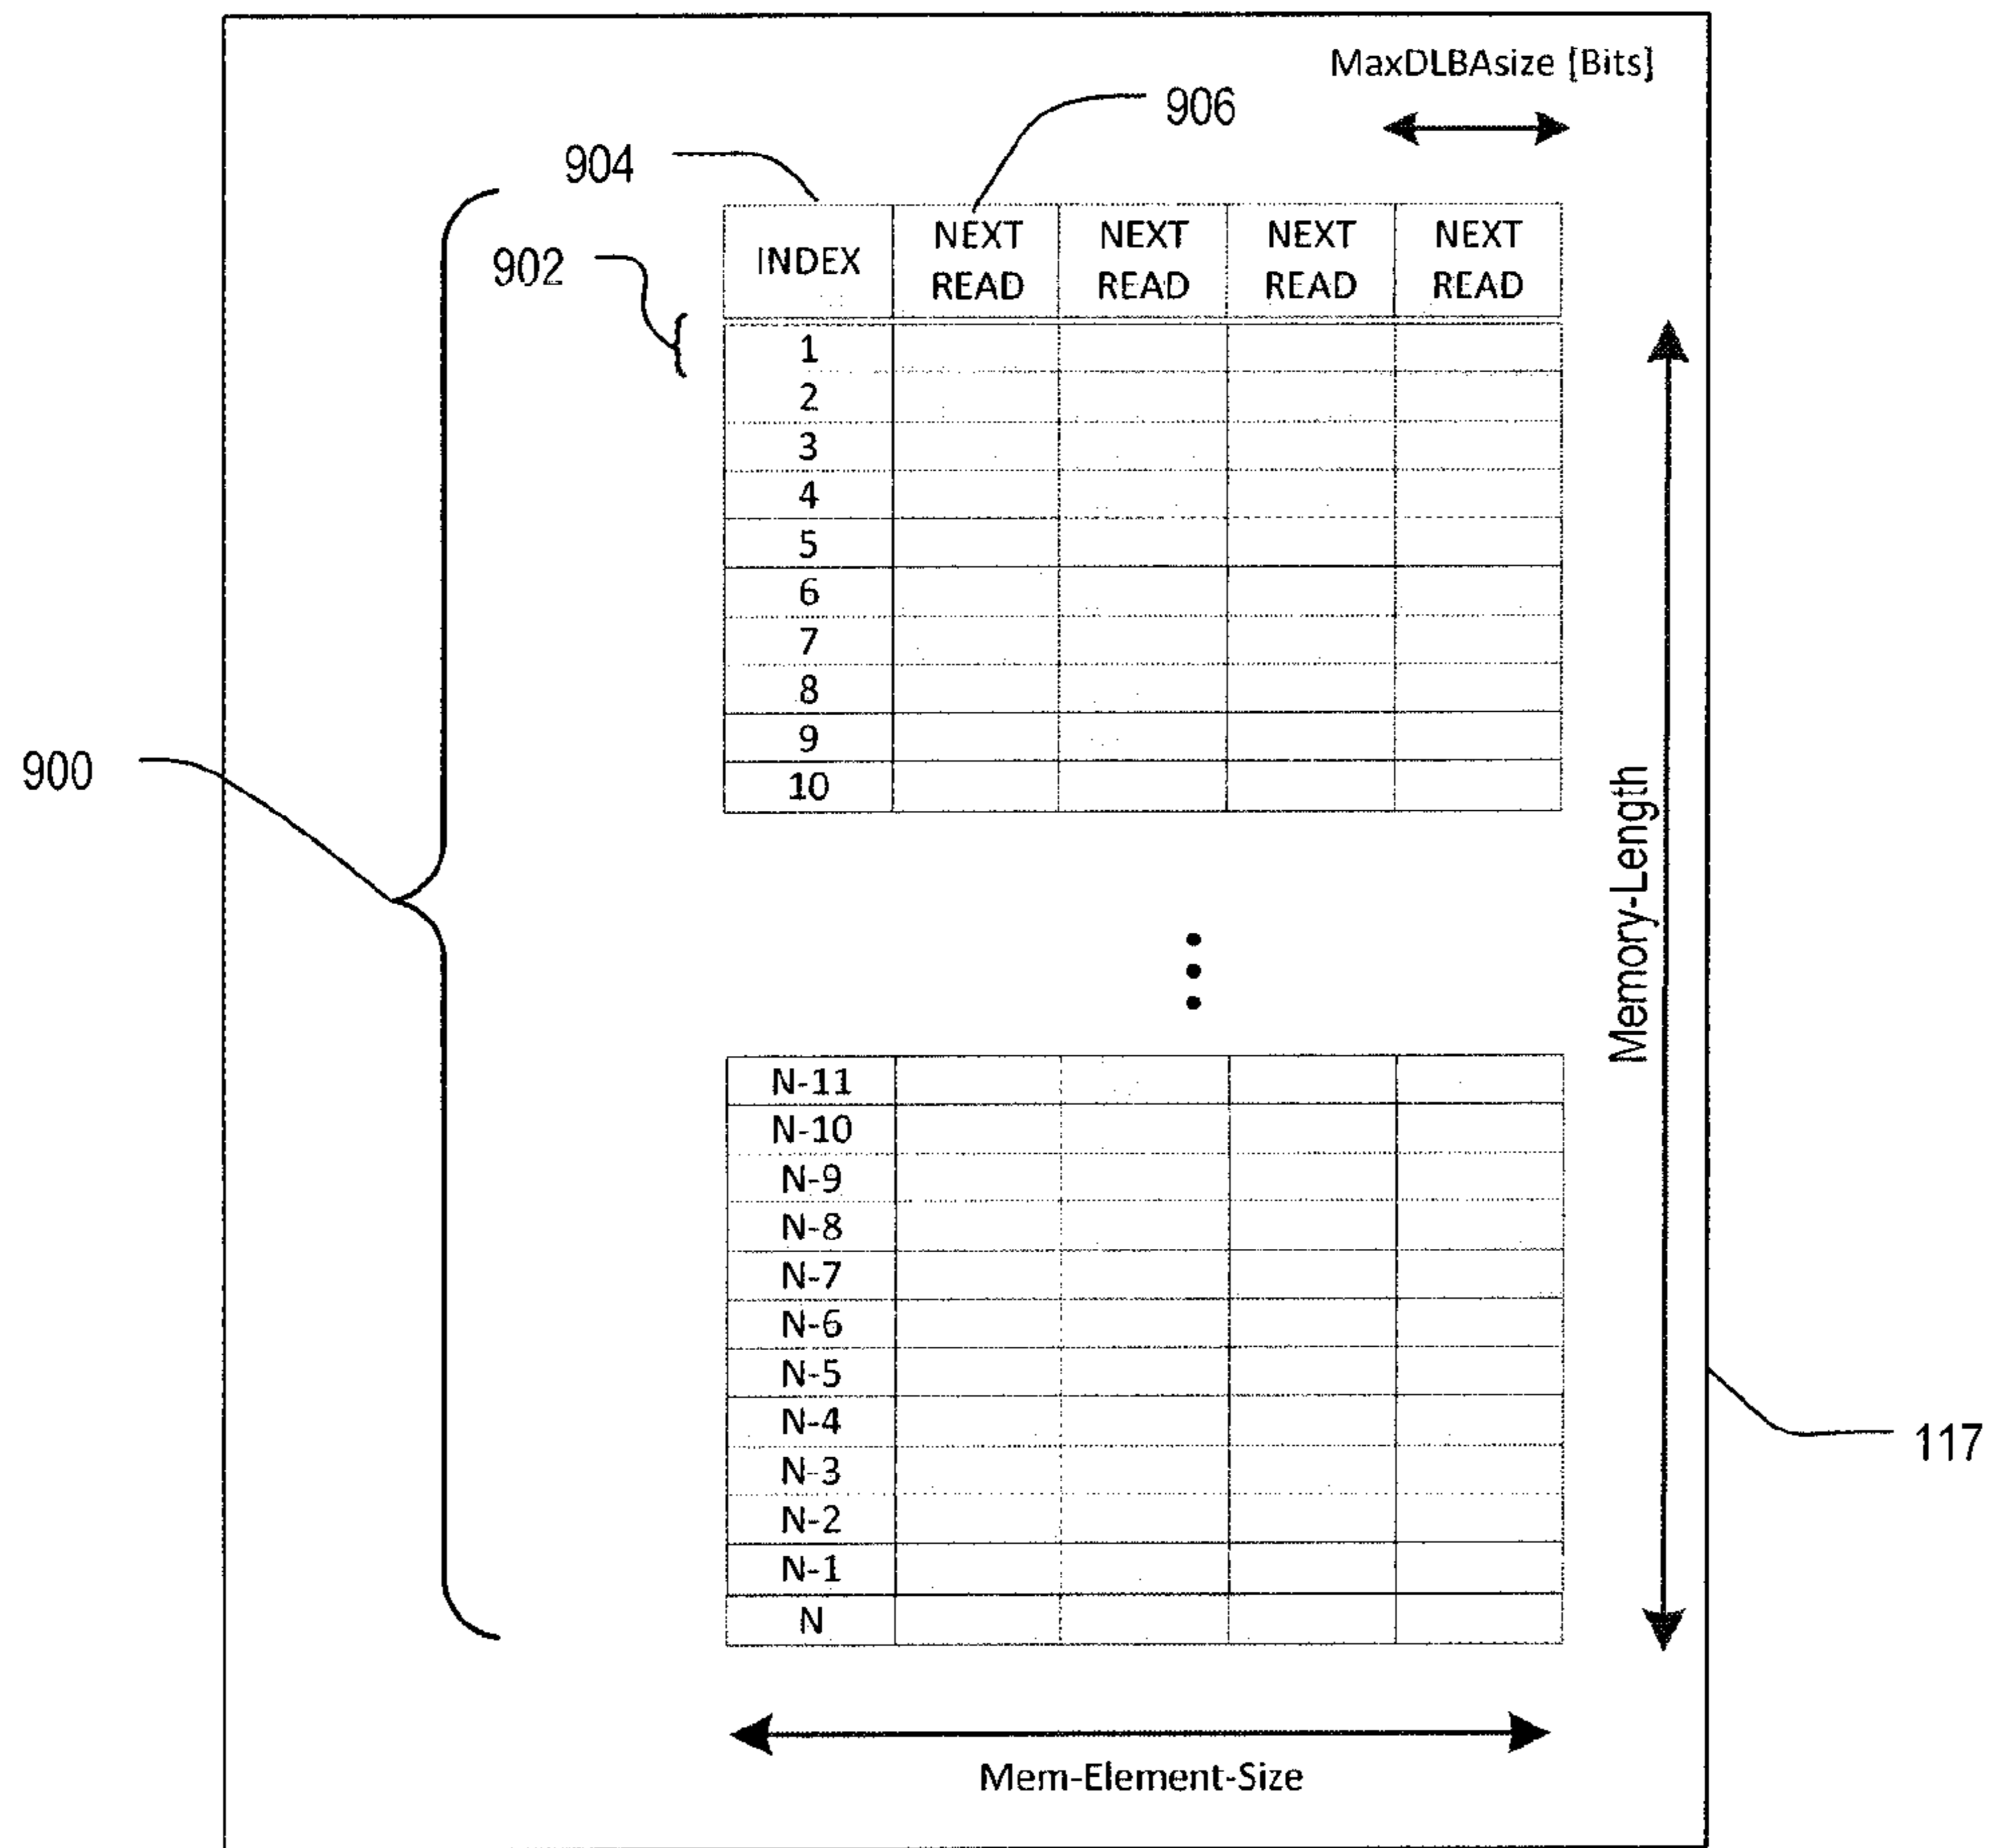 MaxDLBAsize [Bits]
906
904
902
INDEX NEXT READ NEXT READ NEXT READ NEXT READ
1
2
3
4
5
6
7
8
9
10
900
Memory-Length
N-11
N-10
N-9
N-8
N-7
N-6
N-5
N-4
N-3
N-2
N-1
N
117
Mem-Element-Size